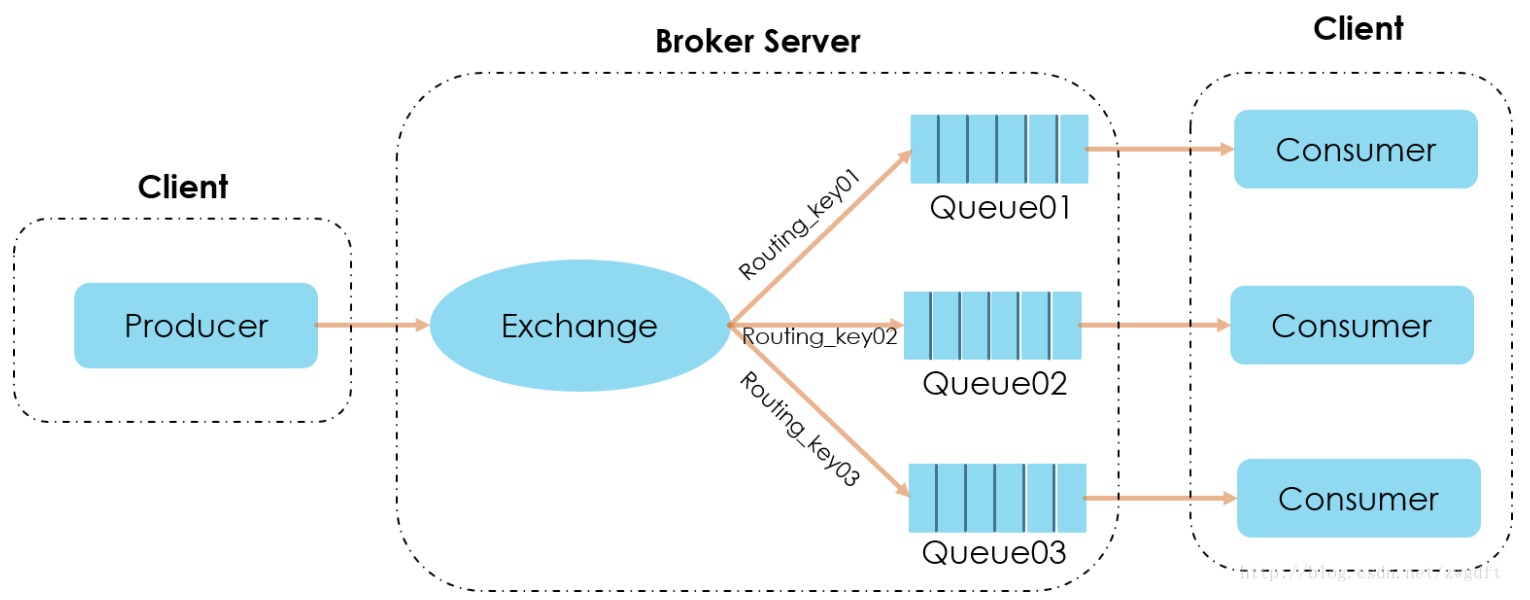 Broker Server
Client
Client
Producer
Exchange
Routing_key01
Routing_key02
Routing_key03
Queue01
Queue02
Queue03
Consumer
Consumer
Consumer
http://blog.csdn.net/zwgdft